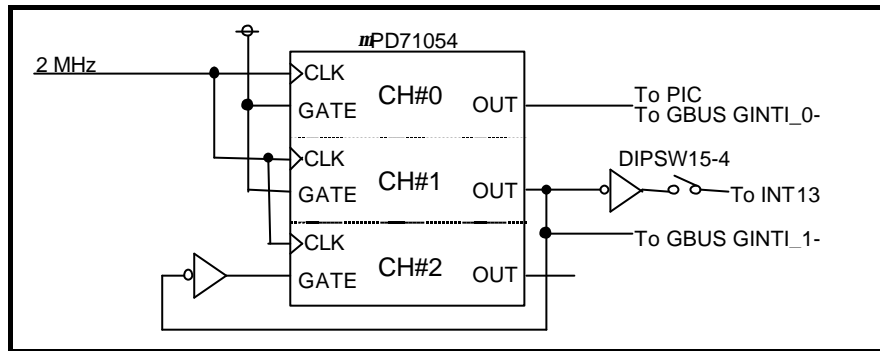 mPD71054
2 MHz
CLK
CH#0
GATE
OUT
To PIC
To GBUS GINTI_0-
CLK
DIPSW15-4
CH#1
GATE
OUT
To INT13
CLK
To GBUS GINTI_1-
CH#2
GATE
OUT